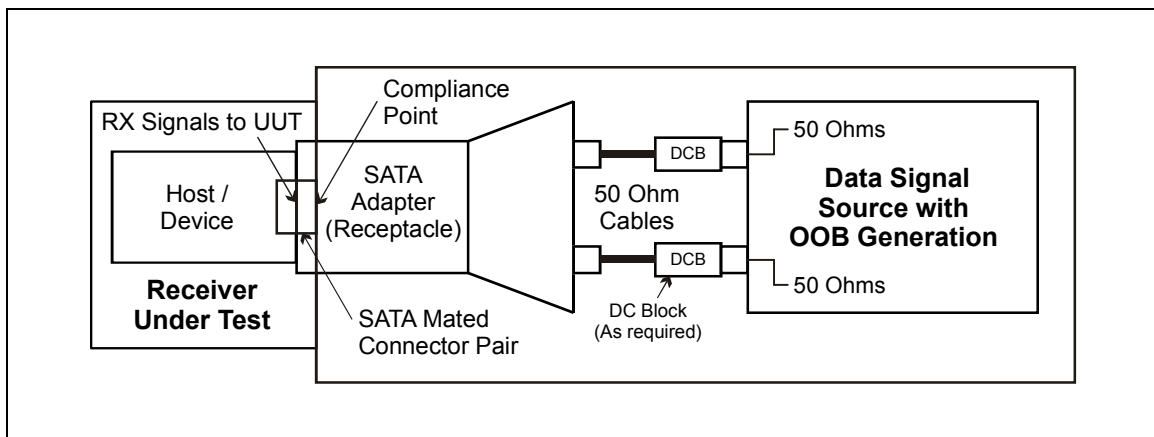 Compliance
Point
RX Signals to UUT
Host /
Device
SATA
Adapter
(Receptacle)
Receiver
Under Test
SATA Mated
Connector Pair
50 Ohm
Cables
DCB
DCB
DC Block
(As required)
50 Ohms
Data Signal
Source with
OOB Generation
50 Ohms